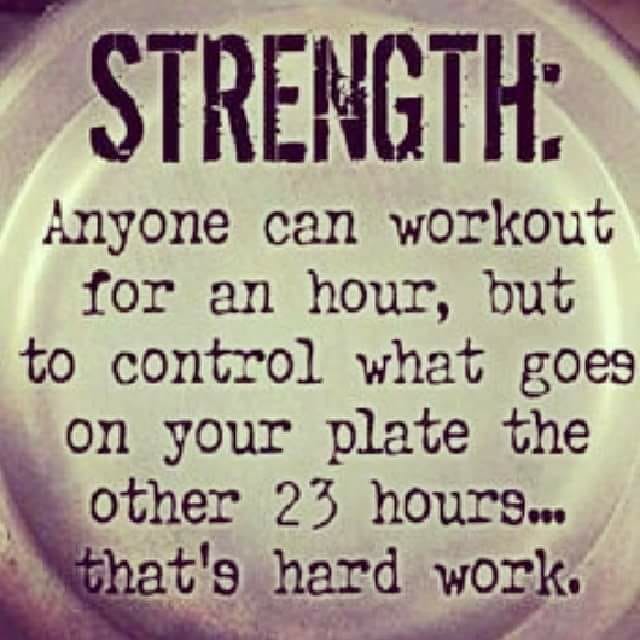 STRENGTH:
Anyone can workout
for an hour, but
to control what goes
on your plate the
other 23 hours...
that's hard work.